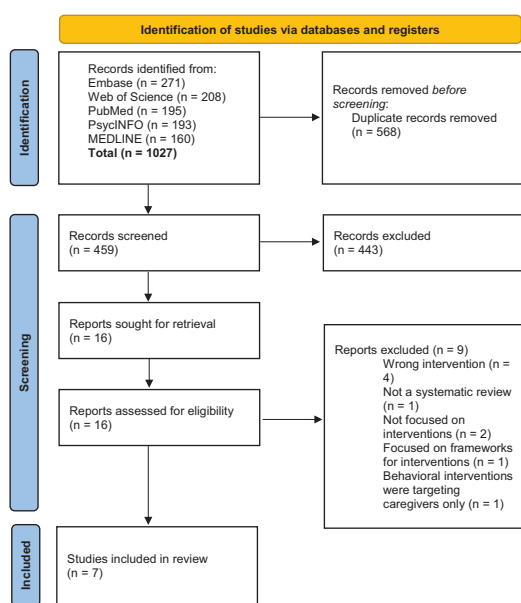 Identification of studies via databases and registers
Identification
Records identified from:
Embase (n = 271)
Web of Science (n = 208)
PubMed (n = 195)
PsycINFO (n = 193)
MEDLINE (n = 160)
Total (n = 1027)
Records removed before
screening:
Duplicate records removed
(n = 568)
Screening
Records screened
(n = 459)
Records excluded
(n = 443)
Reports sought for retrieval
(n = 16)
Reports assessed for eligibility
(n = 16)
Reports excluded (n = 9)
Wrong intervention (n =
4)
Not a systematic review
(n = 1)
Not focused on
interventions (n = 2)
Focused on frameworks
for interventions (n = 1)
Behavioral interventions
were targeting
caregivers only (n = 1)
Included
Studies included in review
(n = 7)